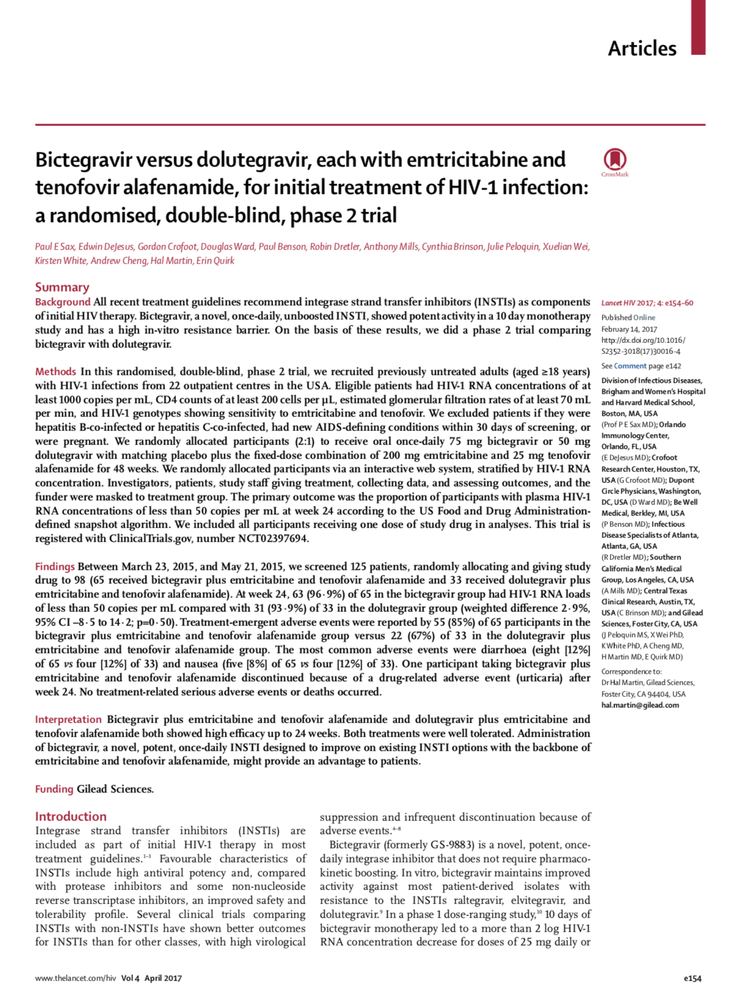 Articles
Bictegravir versus dolutegravir, each with emtricitabine and
tenofovir alafenamide, for initial treatment of HIV-1 infection:
a randomised, double-blind, phase 2 trial
CrossMark
Paul E Sax, Edwin DeJesus, Gordon Crofoot, Douglas Ward, Paul Benson, Robin Dretler, Anthony Mills, Cynthia Brinson, Julie Peloquin, Xuelian Wei,
Kirsten White, Andrew Cheng, Hal Martin, Erin Quirk
Summary
Background All recent treatment guidelines recommend integrase strand transfer inhibitors (INSTIs) as components
of initial HIV therapy. Bictegravir, a novel, once-daily, unboosted INSTI, showed potent activity in a 10 day monotherapy
study and has a high in-vitro resistance barrier. On the basis of these results, we did a phase 2 trial comparing
bictegravir with dolutegravir.
Methods In this randomised, double-blind, phase 2 trial, we recruited previously untreated adults (aged ≥18 years)
with HIV-1 infections from 22 outpatient centres in the USA. Eligible patients had HIV-1 RNA concentrations of at
least 1000 copies per mL, CD4 counts of at least 200 cells per μL, estimated glomerular filtration rates of at least 70 mL
per min, and HIV-1 genotypes showing sensitivity to emtricitabine and tenofovir. We excluded patients if they were
hepatitis B-co-infected or hepatitis C-co-infected, had new AIDS-defining conditions within 30 days of screening, or
were pregnant. We randomly allocated participants (2:1) to receive oral once-daily 75 mg bictegravir or 50 mg
dolutegravir with matching placebo plus the fixed-dose combination of 200 mg emtricitabine and 25 mg tenofovir
alafenamide for 48 weeks. We randomly allocated participants via an interactive web system, stratified by HIV-1 RNA
concentration. Investigators, patients, study staff giving treatment, collecting data, and assessing outcomes, and the
funder were masked to treatment group. The primary outcome was the proportion of participants with plasma HIV-1
RNA concentrations of less than 50 copies per mL at week 24 according to the US Food and Drug Administration-
defined snapshot algorithm. We included all participants receiving one dose of study drug in analyses. This trial is
registered with ClinicalTrials.gov, number NCT02397694.
Findings Between March 23, 2015, and May 21, 2015, we screened 125 patients, randomly allocating and giving study
drug to 98 (65 received bictegravir plus emtricitabine and tenofovir alafenamide and 33 received dolutegravir plus
emtricitabine and tenofovir alafenamide). At week 24, 63 (96·9%) of 65 in the bictegravir group had HIV-1 RNA loads
of less than 50 copies per mL compared with 31 (93·9%) of 33 in the dolutegravir group (weighted difference 2·9%,
95% CI –8·5 to 14·2; p=0·50). Treatment-emergent adverse events were reported by 55 (85%) of 65 participants in the
bictegravir plus emtricitabine and tenofovir alafenamide group versus 22 (67%) of 33 in the dolutegravir plus
emtricitabine and tenofovir alafenamide group. The most common adverse events were diarrhoea (eight [12%]
of 65 vs four [12%] of 33) and nausea (five [8%] of 65 vs four [12%] of 33). One participant taking bictegravir plus
emtricitabine and tenofovir alafenamide discontinued because of a drug-related adverse event (urticaria) after
week 24. No treatment-related serious adverse events or deaths occurred.
Interpretation Bictegravir plus emtricitabine and tenofovir alafenamide and dolutegravir plus emtricitabine and
tenofovir alafenamide both showed high efficacy up to 24 weeks. Both treatments were well tolerated. Administration
of bictegravir, a novel, potent, once-daily INSTI designed to improve on existing INSTI options with the backbone of
emtricitabine and tenofovir alafenamide, might provide an advantage to patients.
Funding Gilead Sciences.
Introduction
Integrase strand transfer inhibitors (INSTIs) are
included as part of initial HIV-1 therapy in most
treatment guidelines.1–3 Favourable characteristics of
INSTIs include high antiviral potency and, compared
with protease inhibitors and some non-nucleoside
reverse transcriptase inhibitors, an improved safety and
tolerability profile. Several clinical trials comparing
INSTIs with non-INSTIs have shown better outcomes
for INSTIs than for other classes, with high virological
suppression and infrequent discontinuation because of
adverse events.4–8
Bictegravir (formerly GS-9883) is a novel, potent, once-
daily integrase inhibitor that does not require pharmaco-
kinetic boosting. In vitro, bictegravir maintains improved
activity against most patient-derived isolates with
resistance to the INSTIs raltegravir, elvitegravir, and
dolutegravir.9 In a phase 1 dose-ranging study,10 10 days of
bictegravir monotherapy led to a more than 2 log HIV-1
RNA concentration decrease for doses of 25 mg daily or
Lancet HIV 2017; 4: e154–60
Published Online
February 14, 2017
http://dx.doi.org/10.1016/
S2352-3018(17)30016-4
See Comment page e142
Division of Infectious Diseases,
Brigham and Women's Hospital
and Harvard Medical School,
Boston, MA, USA
(Prof P E Sax MD); Orlando
Immunology Center,
Orlando, FL, USA
(E DeJesus MD); Crofoot
Research Center, Houston, TX,
USA (G Crofoot MD); Dupont
Circle Physicians, Washington,
DC, USA (D Ward MD); Be Well
Medical, Berkley, MI, USA
(P Benson MD); Infectious
Disease Specialists of Atlanta,
Atlanta, GA, USA
(R Dretler MD); Southern
California Men's Medical
Group, Los Angeles, CA, USA
(A Mills MD); Central Texas
Clinical Research, Austin, TX,
USA (C Brinson MD); and Gilead
Sciences, Foster City, CA, USA
(J Peloquin MS, X Wei PhD,
K White PhD, A Cheng MD,
H Martin MD, E Quirk MD)
Correspondence to:
Dr Hal Martin, Gilead Sciences,
Foster City, CA 94404, USA
hal.martin@gilead.com
www.thelancet.com/hiv Vol 4 April 2017
e154